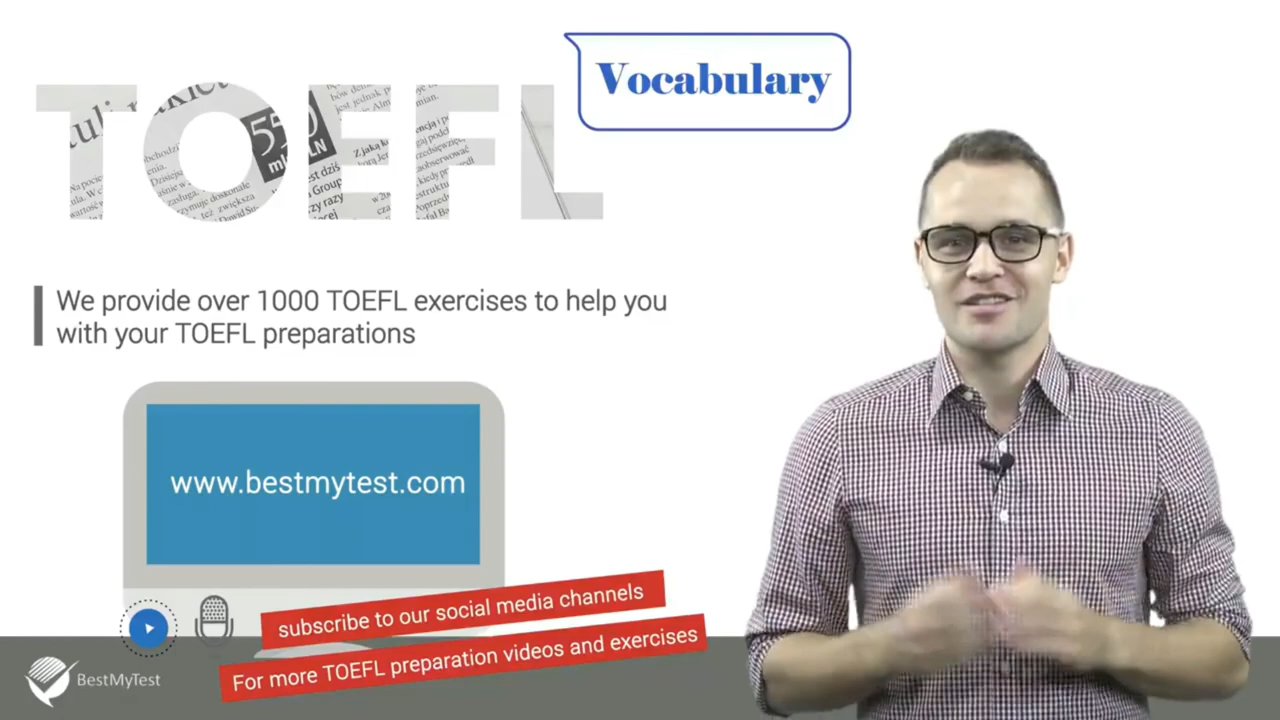 TOEFL
Vocabulary
We provide over 1000 TOEFL exercises to help you
with your TOEFL preparations
www.bestmytest.com
subscribe to our social media channels
For more TOEFL preparation videos and exercises
BestMyTest